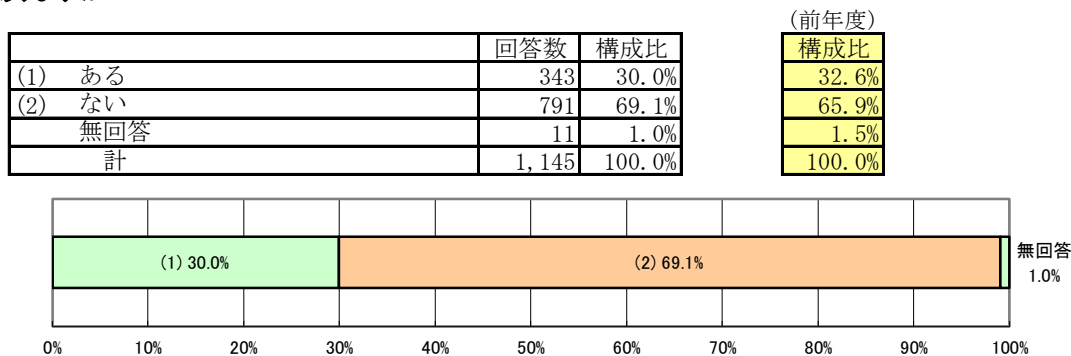 (前年度)
回答数 構成比 構成比
(1) ある 343 30.0% 32.6%
(2) ない 791 69.1% 65.9%
無回答 11 1.0% 1.5%
計 1,145 100.0% 100.0%
(1) 30.0% (2) 69.1% 無回答
1.0%
0% 10% 20% 30% 40% 50% 60% 70% 80% 90% 100%